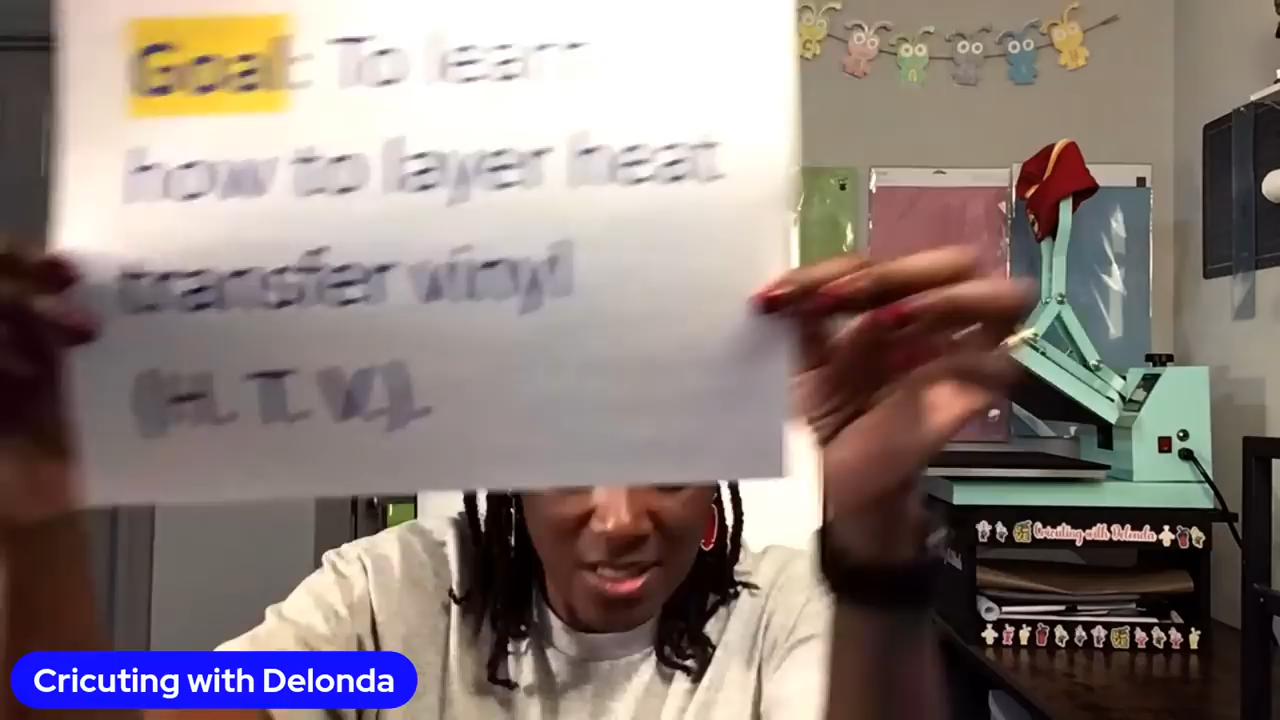 Goal: To learn
how to layer heat
transfer vinyl
(H.T.V.).
Cricuting with Delonda
Cricuting with Delonda